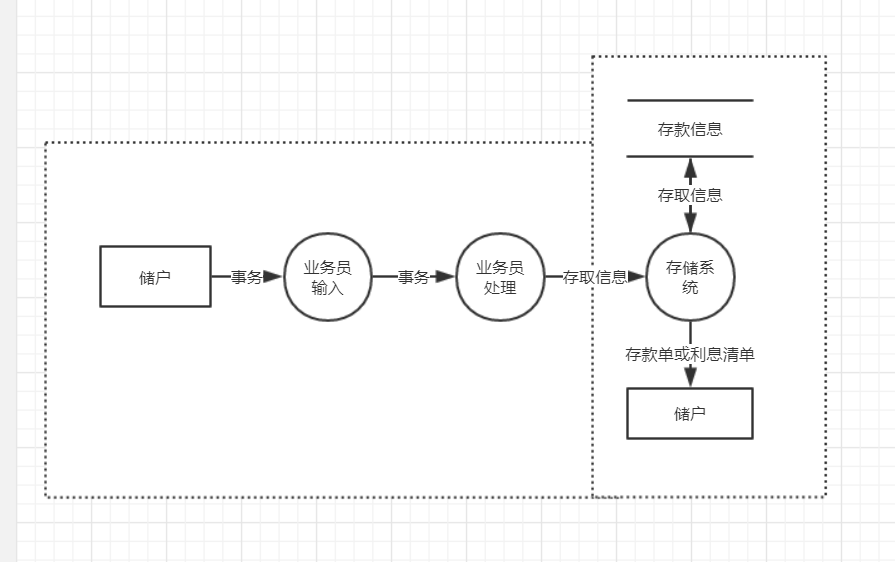 存款信息
存取信息
储户
事务
业务员
输入
事务
业务员
处理
存取信息
存储系
统
存款单或利息清单
储户